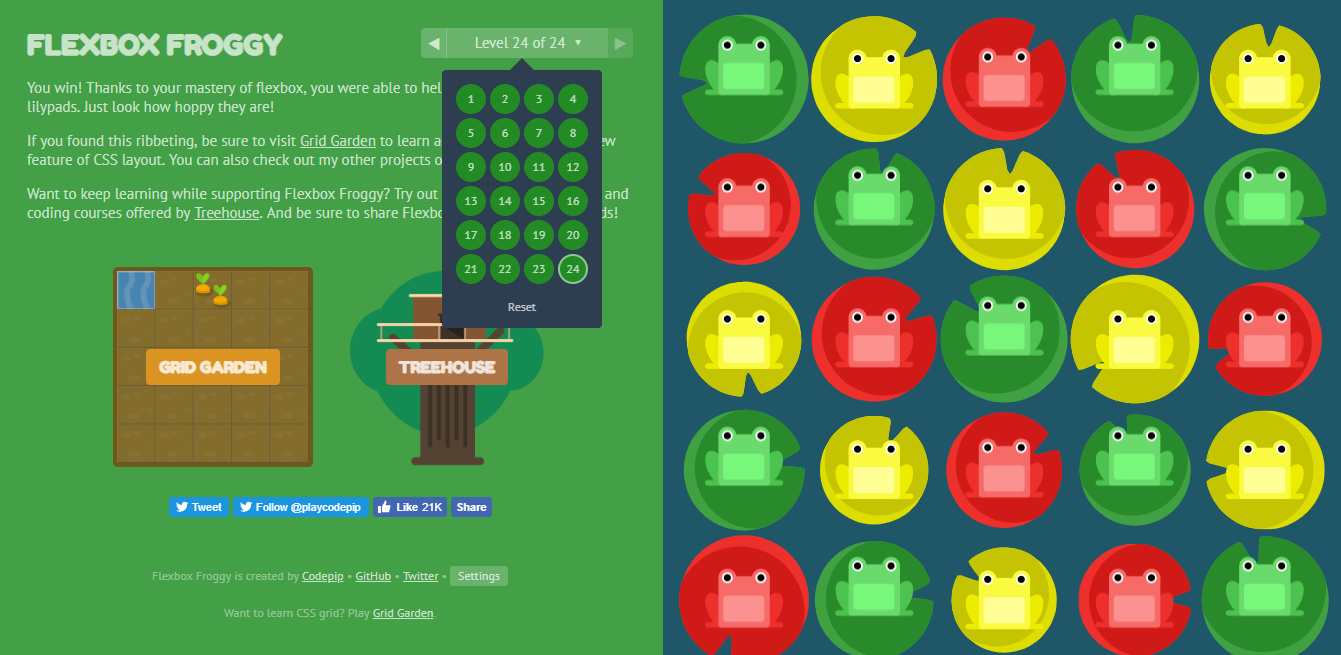 FLEXBOX FROGGY
◀ Level 24 of 24 ▼ ▶
You win! Thanks to your mastery of flexbox, you were able to hel
lilypads. Just look how hoppy they are!
If you found this ribbeting, be sure to visit Grid Garden to learn a ew
feature of CSS layout. You can also check out my other projects o
Want to keep learning while supporting Flexbox Froggy? Try out and
coding courses offered by Treehouse. And be sure to share Flexbo ds!
1 2 3 4
5 6 7 8
9 10 11 12
13 14 15 16
17 18 19 20
21 22 23 24
Reset
GRID GARDEN
TREEHOUSE
Tweet Follow @playcodepip Like 21K Share
Flexbox Froggy is created by Codepip • GitHub • Twitter • Settings
Want to learn CSS grid? Play Grid Garden.